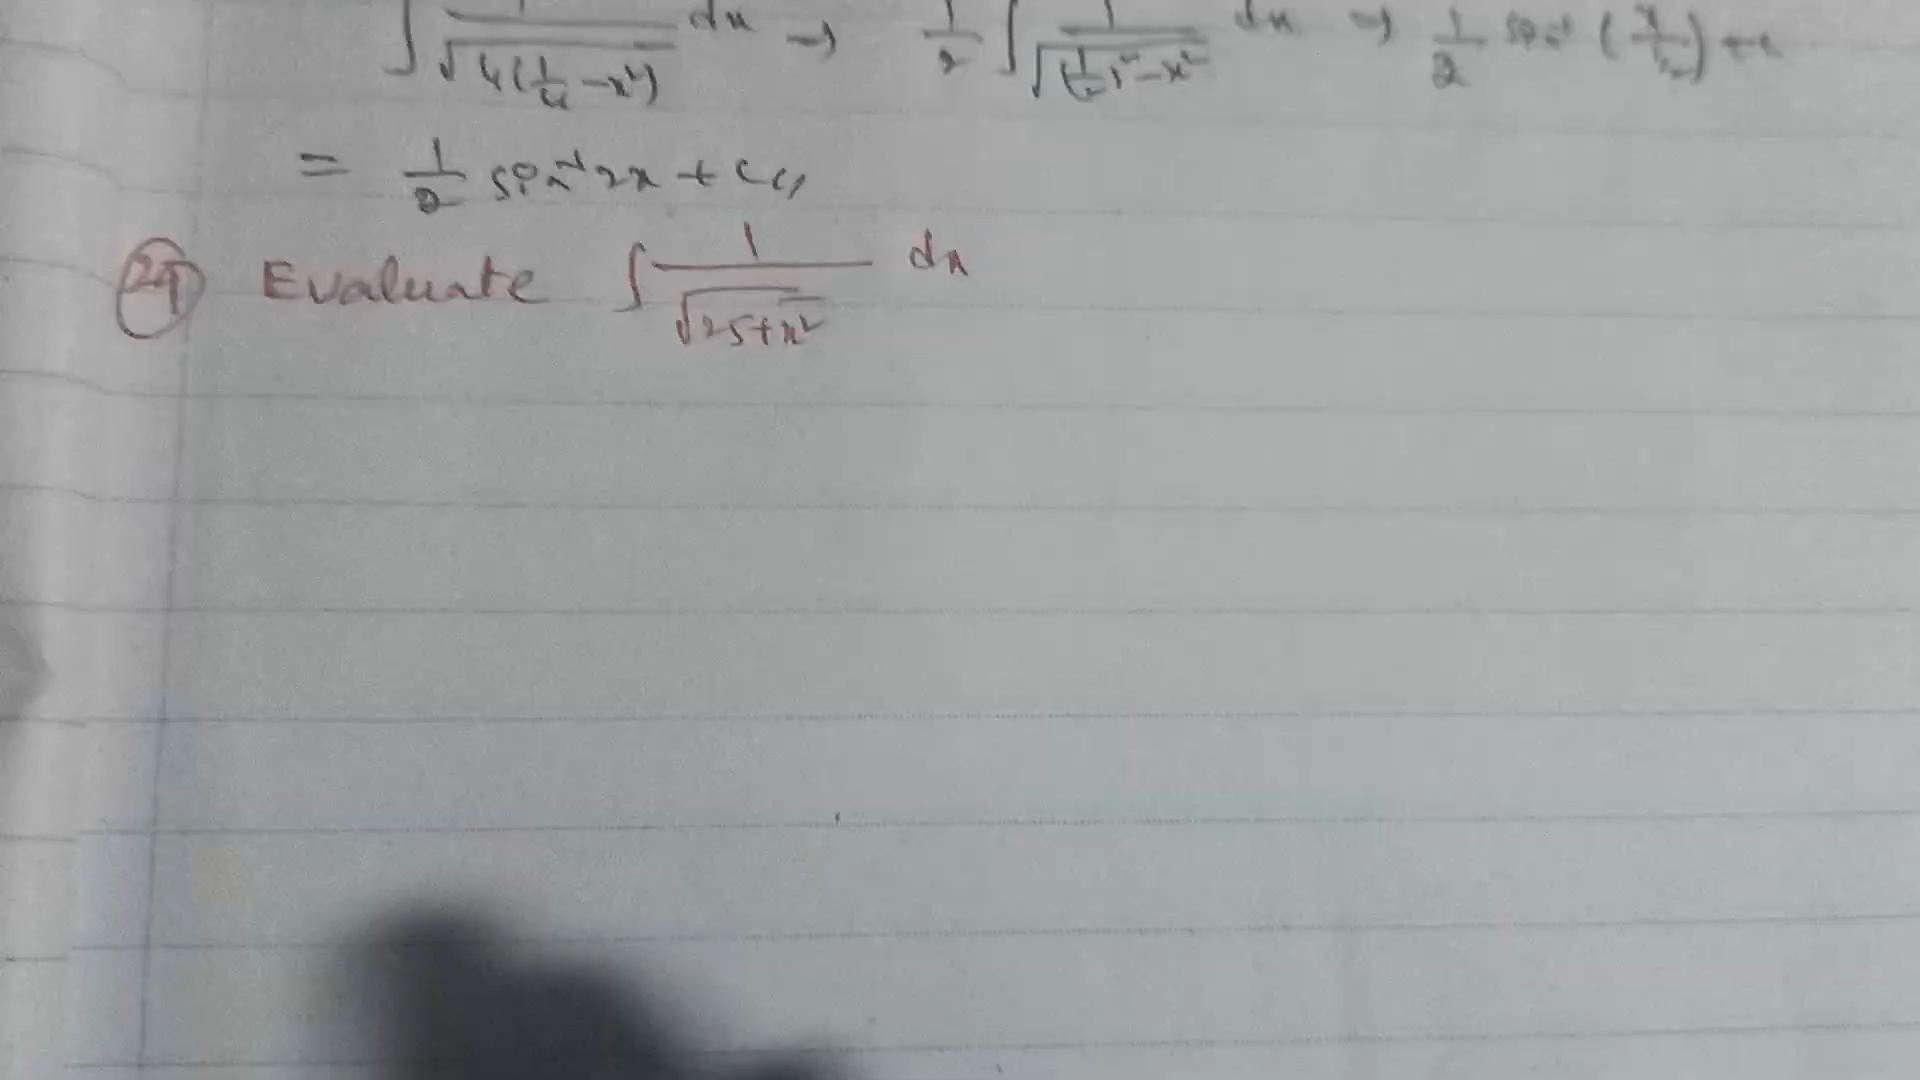 ∫ 1/√(4(1/4 −x²)) dx → 1/2 ∫ 1/√((1/2)² −x²) dx → 1/2 sin⁻¹ (x/1/2) + c
= 1/2 sin⁻¹ 2x + c //
Evaluate ∫ 1/√(25+x²) dx